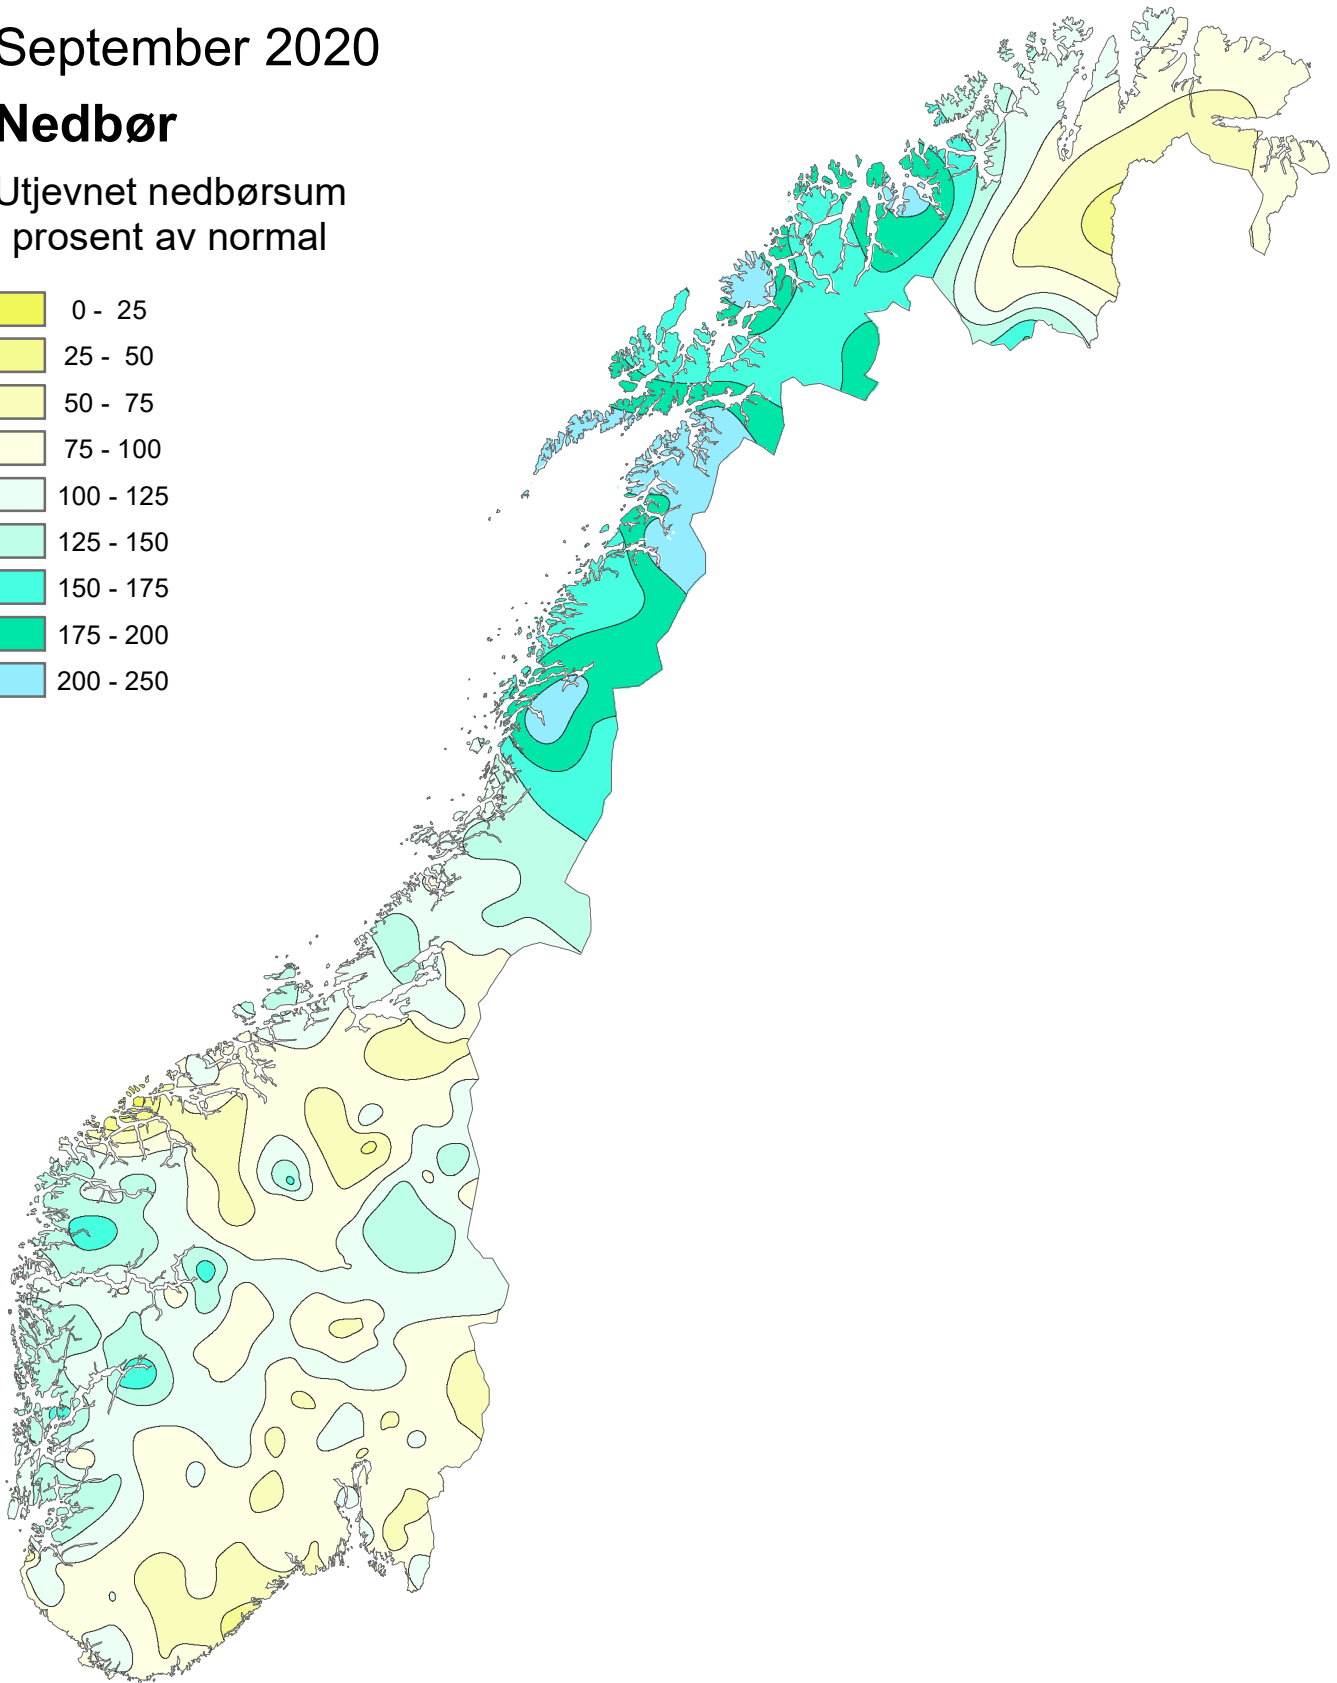 September 2020
Nedbør
Utjevnet nedbørsum
prosent av normal
0 - 25
25 - 50
50 - 75
75 - 100
100 - 125
125 - 150
150 - 175
175 - 200
200 - 250